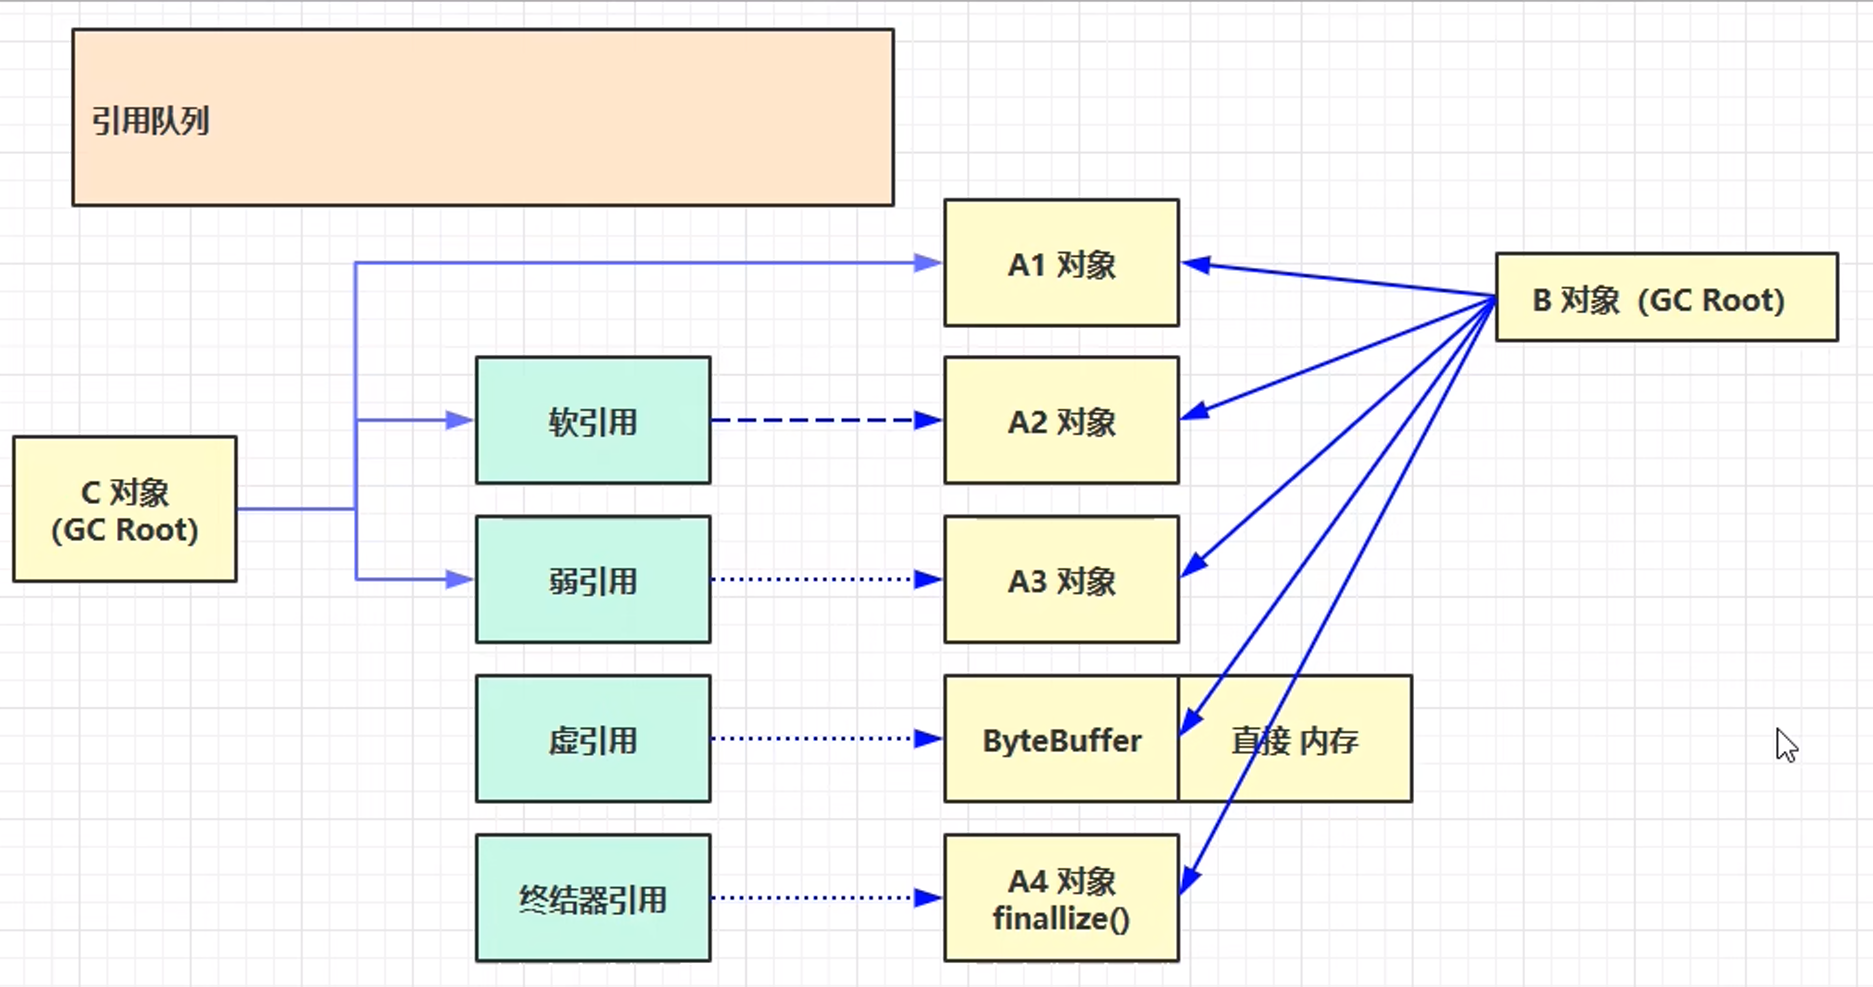 引用队列
A1 对象
B 对象（GC Root）
软引用
A2 对象
C 对象
(GC Root)
弱引用
A3 对象
虚引用
ByteBuffer
直接 内存
终结器引用
A4 对象
finallize()